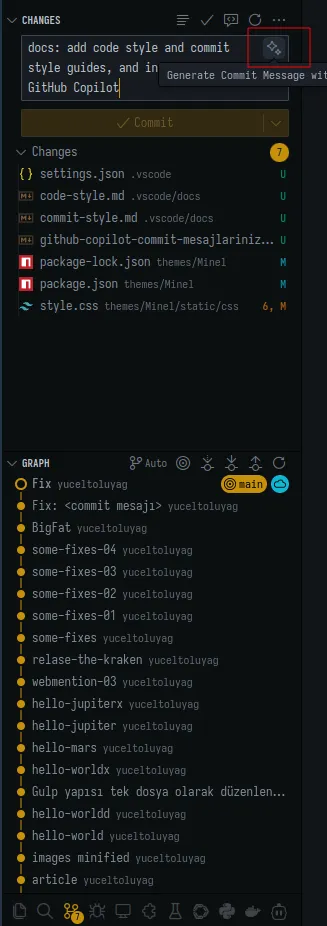 CHANGES
docs: add code style and commit
style guides, and in
GitHub Copilot
Generate Commit Message wit
Commit
Changes 7
settings.json .vscode U
code-style.md .vscode/docs U
commit-style.md .vscode/docs U
github-copilot-commit-mesajlariniz... U
package-lock.json themes/Minel M
package.json themes/Minel M
style.css themes/Minel/static/css 6, M
GRAPH Auto
Fix yuceltoluyag main
Fix: <commit mesajı> yuceltoluyag
BigFat yuceltoluyag
some-fixes-04 yuceltoluyag
some-fixes-03 yuceltoluyag
some-fixes-02 yuceltoluyag
some-fixes-01 yuceltoluyag
some-fixes yuceltoluyag
relase-the-kraken yuceltoluyag
webmention-03 yuceltoluyag
hello-jupiterx yuceltoluyag
hello-jupiter yuceltoluyag
hello-mars yuceltoluyag
hello-worldx yuceltoluyag
Gulp yapısı tek dosya olarak düzenlen...
hello-worldd yuceltoluyag
hello-world yuceltoluyag
images minified yuceltoluyag
article yuceltoluyag
7